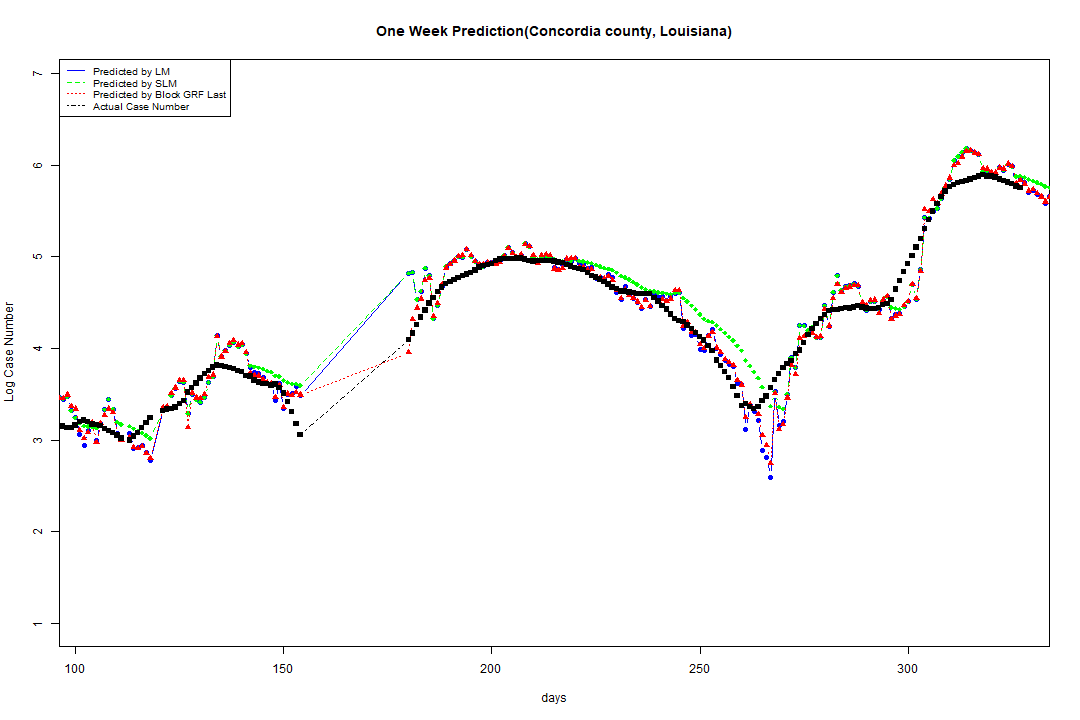 One Week Prediction(Concordia county, Louisiana)
Predicted by LM
Predicted by SLM
Predicted by Block GRF Last
Actual Case Number
7
6
5
4
3
2
1
Log Case Number
100 150 200 250 300
days